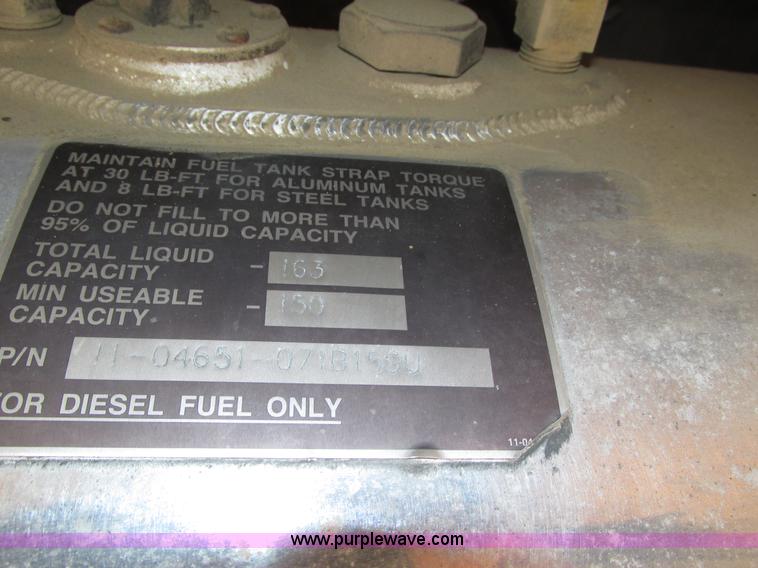 MAINTAIN FUEL TANK STRAP TORQUE
AT 30 LB-FT FOR ALUMINUM TANKS
AND 8 LB-FT FOR STEEL TANKS
DO NOT FILL TO MORE THAN
95% OF LIQUID CAPACITY
TOTAL LIQUID
CAPACITY - 163
MIN USEABLE
CAPACITY - 150
P/N
OR DIESEL FUEL ONLY
www.purplewave.com